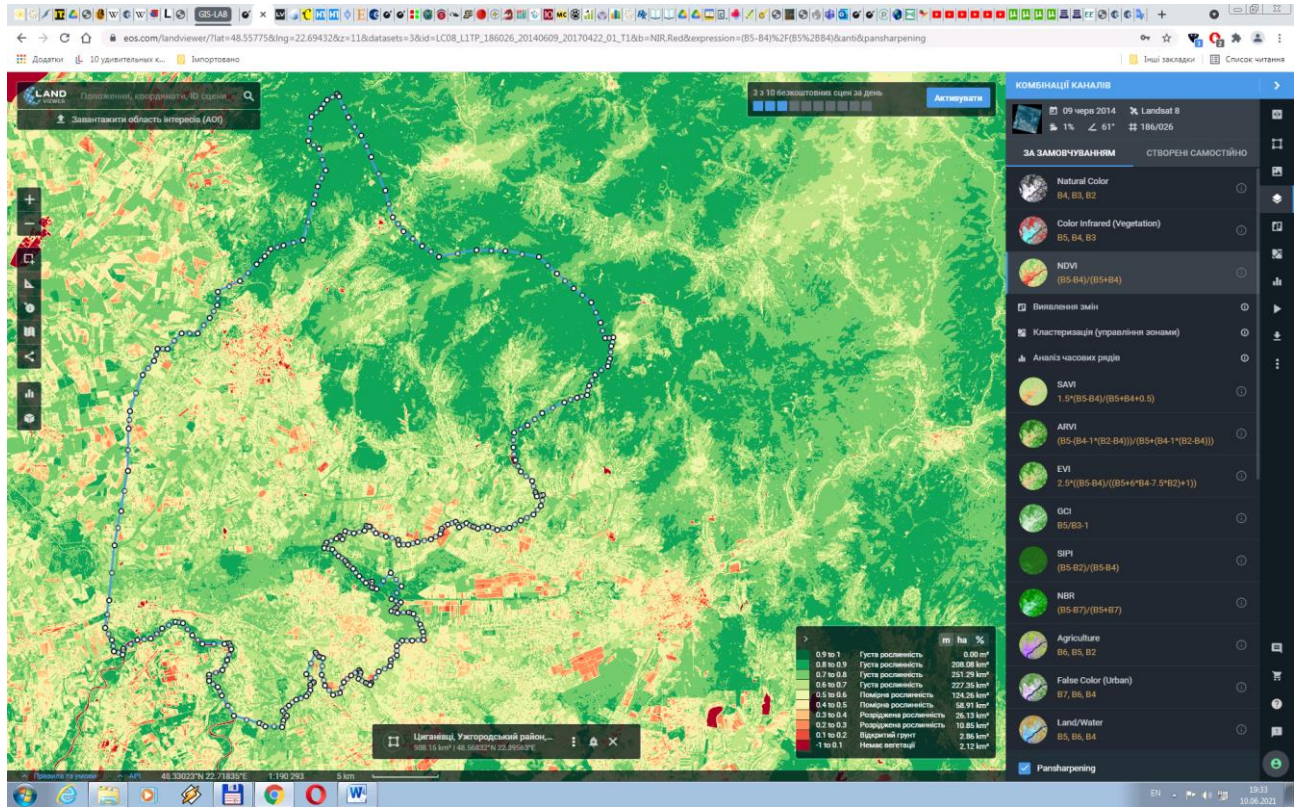 GIS-LAB
eos.com/landviewer/?lat=48.55775&lng=22.69432&z=11&datasets=3&id=LC08_L1TP_186026_20140609_20170422_01_T1&b=NIR,Red&expression=(B5-B4)%2F(B5%2BB4)&anti&pansharpening
Додатки
10 удивительных к...
Імпортовано
Інші закладки
Список читання
LAND
VIEWER
Положення, координати, ID сцени
Завантажити область інтересів (AOI)
3 з 10 безкоштовних сцен за день
Активувати
КОМБІНАЦІЇ КАНАЛІВ
09 черв 2014
Landsat 8
1%
61°
186/026
ЗА ЗАМОВЧУВАННЯМ
СТВОРЕНІ САМОСТІЙНО
Natural Color
B4, B3, B2
Color Infrared (Vegetation)
B5, B4, B3
NDVI
(B5-B4)/(B5+B4)
Виявлення змін
Кластеризація (управління зонами)
Аналіз часових рядів
SAVI
1.5*(B5-B4)/(B5+B4+0.5)
ARVI
(B5-(B4-1*(B2-B4)))/(B5+(B4-1*(B2-B4)))
EVI
2.5*((B5-B4)/((B5+6*B4-7.5*B2)+1))
GCI
B5/B3-1
SIPI
(B5-B2)/(B5-B4)
NBR
(B5-B7)/(B5+B7)
Agriculture
B6, B5, B2
False Color (Urban)
B7, B6, B4
Land/Water
B5, B6, B4
Pansharpening
m ha %
0.9 to 1 Густа рослинність 0.00 m²
0.8 to 0.9 Густа рослинність 208.08 km²
0.7 to 0.8 Густа рослинність 251.29 km²
0.6 to 0.7 Густа рослинність 227.35 km²
0.5 to 0.6 Помірна рослинність 124.26 km²
0.4 to 0.5 Помірна рослинність 58.91 km²
0.3 to 0.4 Розріджена рослинність 26.13 km²
0.2 to 0.3 Розріджена рослинність 10.85 km²
0.1 to 0.2 Відкритий грунт 2.86 km²
-1 to 0.1 Немає вегетації 2.12 km²
Циганівці, Ужгородський район,...
908.16 km² | 48.56832°N 22.39563°E
Правила та умови
API
48.33023°N 22.71835°E
1:190 293
5 km
EN
19:33
10.06.2021